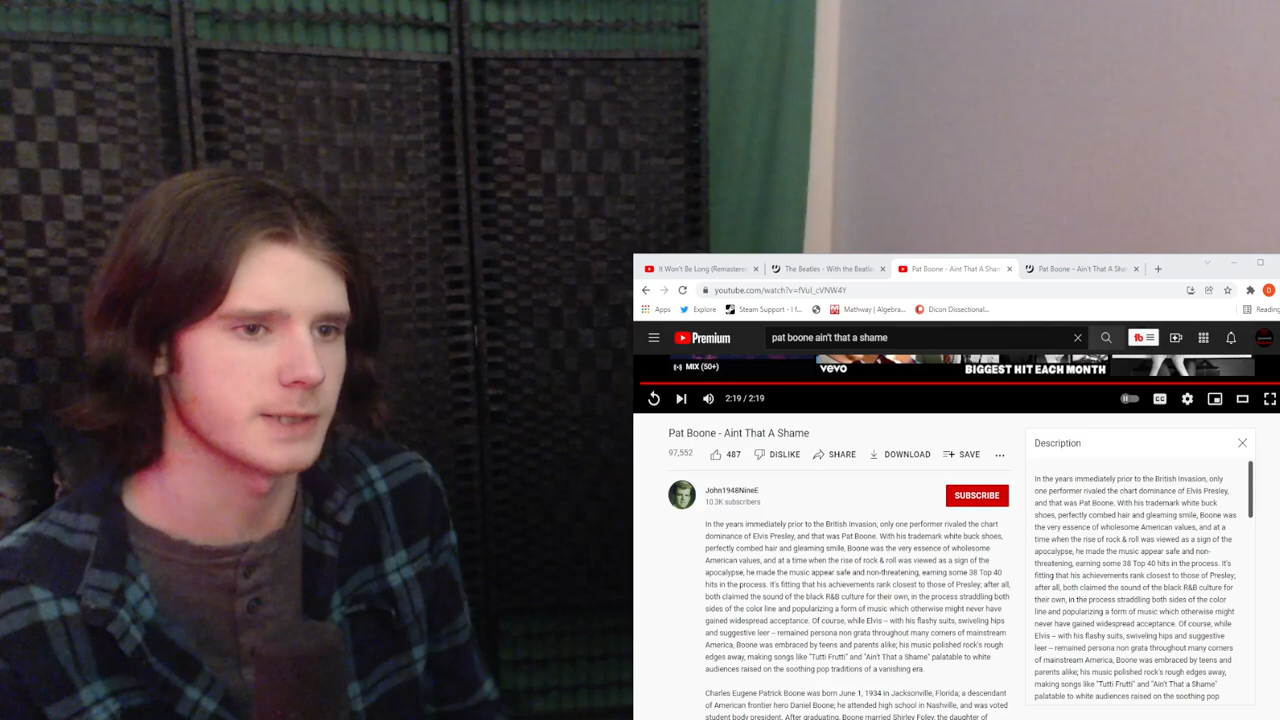 It Won't Be Long (Remastered
The Beatles - With the Beatle
Pat Boone - Aint That A Sham
Pat Boone – Ain't That A Sha
youtube.com/watch?v=fVul_cVNW4Y
Apps
Explore
Steam Support - I f...
Mathway | Algebra...
Dicon Dissectional...
Reading
Premium
pat boone ain't that a shame
MIX (50+)
vevo
BIGGEST HIT EACH MONTH
2:19 / 2:19
Pat Boone - Aint That A Shame
97,552
487
DISLIKE
SHARE
DOWNLOAD
SAVE
John1948NineE
10.3K subscribers
SUBSCRIBE
In the years immediately prior to the British Invasion, only one performer rivaled the chart
dominance of Elvis Presley, and that was Pat Boone. With his trademark white buck shoes,
perfectly combed hair and gleaming smile, Boone was the very essence of wholesome
American values, and at a time when the rise of rock & roll was viewed as a sign of the
apocalypse, he made the music appear safe and non-threatening, earning some 38 Top 40
hits in the process. It's fitting that his achievements rank closest to those of Presley; after all,
both claimed the sound of the black R&B culture for their own, in the process straddling both
sides of the color line and popularizing a form of music which otherwise might never have
gained widespread acceptance. Of course, while Elvis -- with his flashy suits, swiveling hips
and suggestive leer -- remained persona non grata throughout many corners of mainstream
America, Boone was embraced by teens and parents alike; his music polished rock's rough
edges away, making songs like "Tutti Frutti" and "Ain't That a Shame" palatable to white
audiences raised on the soothing pop traditions of a vanishing era.
Charles Eugene Patrick Boone was born June 1, 1934 in Jacksonville, Florida; a descendant
of American frontier hero Daniel Boone; he attended high school in Nashville, and was voted
student body president. After graduating, Boone married Shirley Foley, the daughter of
Description
In the years immediately prior to the British Invasion, only
one performer rivaled the chart dominance of Elvis Presley,
and that was Pat Boone. With his trademark white buck
shoes, perfectly combed hair and gleaming smile, Boone was
the very essence of wholesome American values, and at a
time when the rise of rock & roll was viewed as a sign of the
apocalypse, he made the music appear safe and non-
threatening, earning some 38 Top 40 hits in the process. It's
fitting that his achievements rank closest to those of Presley;
after all, both claimed the sound of the black R&B culture for
their own, in the process straddling both sides of the color
line and popularizing a form of music which otherwise might
never have gained widespread acceptance. Of course, while
Elvis -- with his flashy suits, swiveling hips and suggestive
leer -- remained persona non grata throughout many corners
of mainstream America, Boone was embraced by teens and
parents alike; his music polished rock's rough edges away,
making songs like "Tutti Frutti" and "Ain't That a Shame"
palatable to white audiences raised on the soothing pop